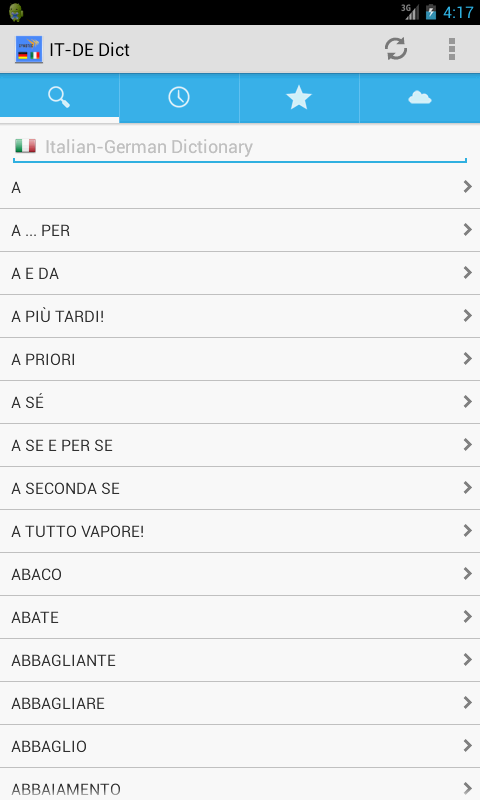 3G 4:17
IT-DE Dict
Italian-German Dictionary
A
A ... PER
A E DA
A PIÙ TARDI!
A PRIORI
A SÉ
A SE E PER SE
A SECONDA SE
A TUTTO VAPORE!
ABACO
ABATE
ABBAGLIANTE
ABBAGLIARE
ABBAGLIO
ABBAIAMENTO